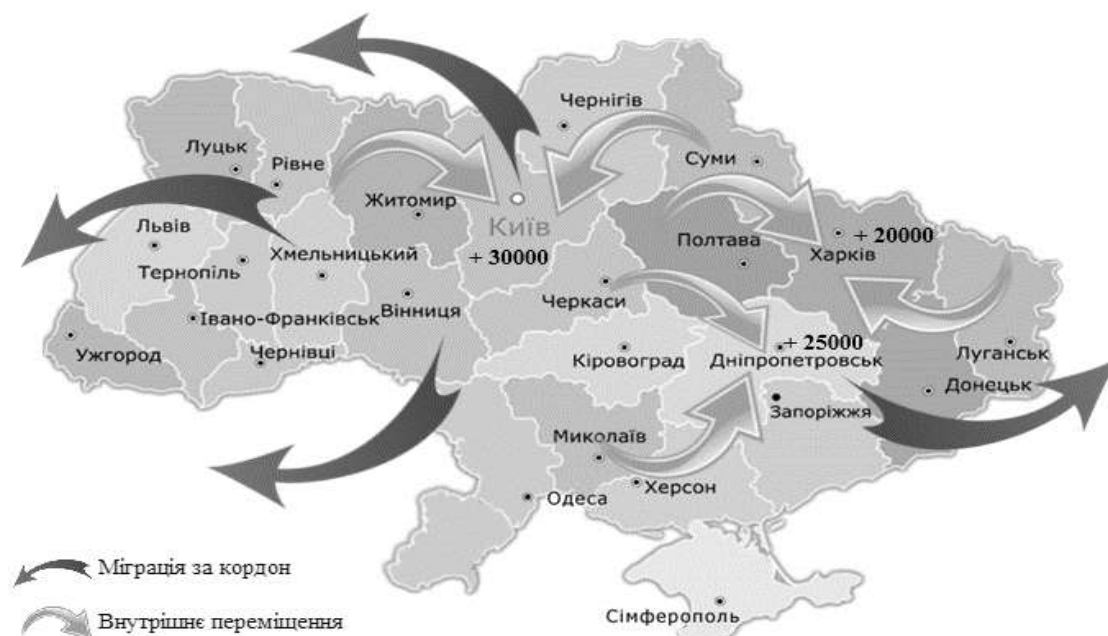 Чернігів
Луцьк
Рівне
Суми
Житомир
Київ
Львів
Полтава
+ 20000
Харків
Хмельницький
+ 30000
Тернопіль
Черкаси
Вінниця
Івано-Франківськ
+ 25000
Ужгород
Чернівці
Кіровоград
Дніпропетровськ
Луганськ
Донецьк
Запоріжжя
Миколаїв
Херсон
Одеса
Міграція за кордон
Сімферополь
Внутрішнє переміщення